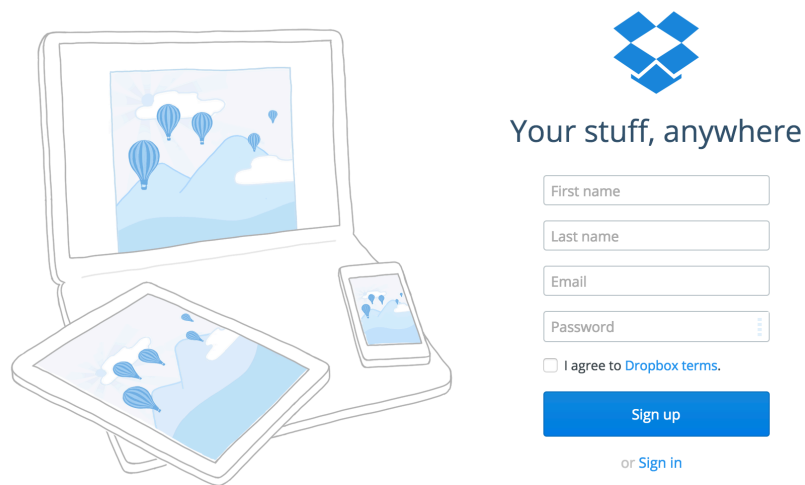 Your stuff, anywhere
First name
Last name
Email
Password
I agree to Dropbox terms.
Sign up
or Sign in